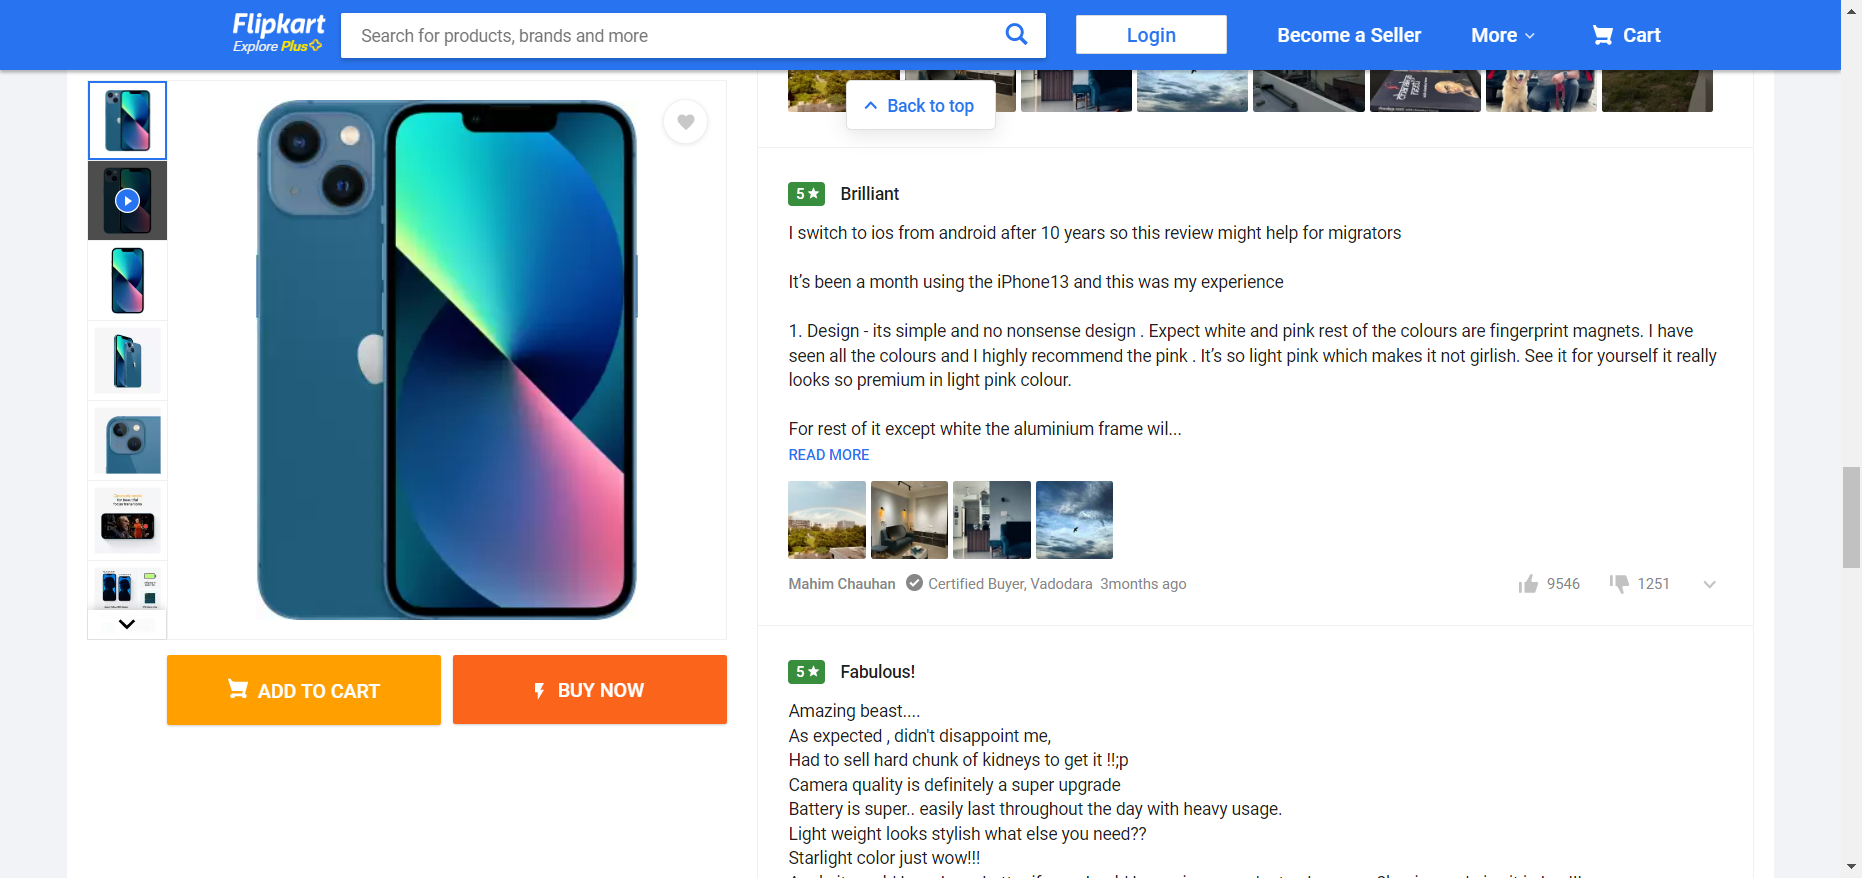 Flipkart
Explore Plus
Search for products, brands and more
Login
Become a Seller
More
Cart
Back to top
5★ Brilliant
I switch to ios from android after 10 years so this review might help for migrators
It’s been a month using the iPhone13 and this was my experience
1. Design - its simple and no nonsense design . Expect white and pink rest of the colours are fingerprint magnets. I have
seen all the colours and I highly recommend the pink . It’s so light pink which makes it not girlish. See it for yourself it really
looks so premium in light pink colour.
For rest of it except white the aluminium frame wil...
READ MORE
Mahim Chauhan Certified Buyer, Vadodara 3months ago
9546 1251
ADD TO CART
BUY NOW
5★ Fabulous!
Amazing beast....
As expected , didn't disappoint me,
Had to sell hard chunk of kidneys to get it !!;p
Camera quality is definitely a super upgrade
Battery is super.. easily last throughout the day with heavy usage.
Light weight looks stylish what else you need??
Starlight color just wow!!!